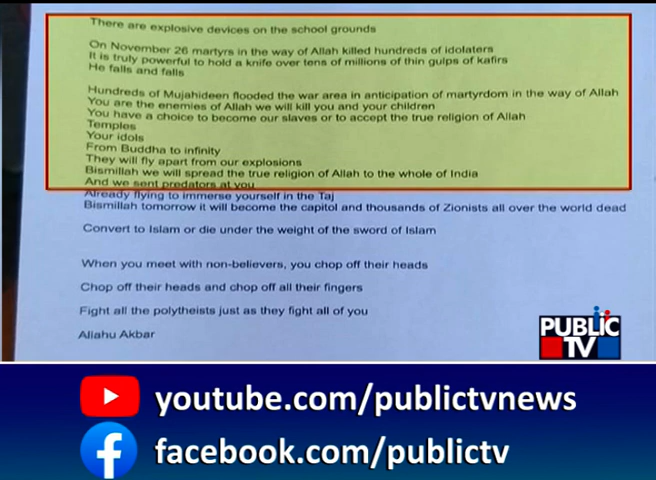 There are explosive devices on the school grounds
On November 26 martyrs in the way of Allah killed hundreds of idolaters
It is truly powerful to hold a knife over tens of millions of thin gulps of kafirs
He falls and falls
Hundreds of Mujahideen flooded the war area in anticipation of martyrdom in the way of Allah
You are the enemies of Allah we will kill you and your children
You have a choice to become our slaves or to accept the true religion of Allah
Temples
Your idols
From Buddha to infinity
They will fly apart from our explosions
Bismillah we will spread the true religion of Allah to the whole of India
And we sent predators at you
Already flying to immerse yourself in the Taj
Bismillah tomorrow it will become the capitol and thousands of Zionists all over the world dead
Convert to Islam or die under the weight of the sword of Islam
When you meet with non-believers, you chop off their heads
Chop off their heads and chop off all their fingers
Fight all the polytheists just as they fight all of you
Allahu Akbar
PUBLIC
TV
youtube.com/publictvnews
facebook.com/publictv